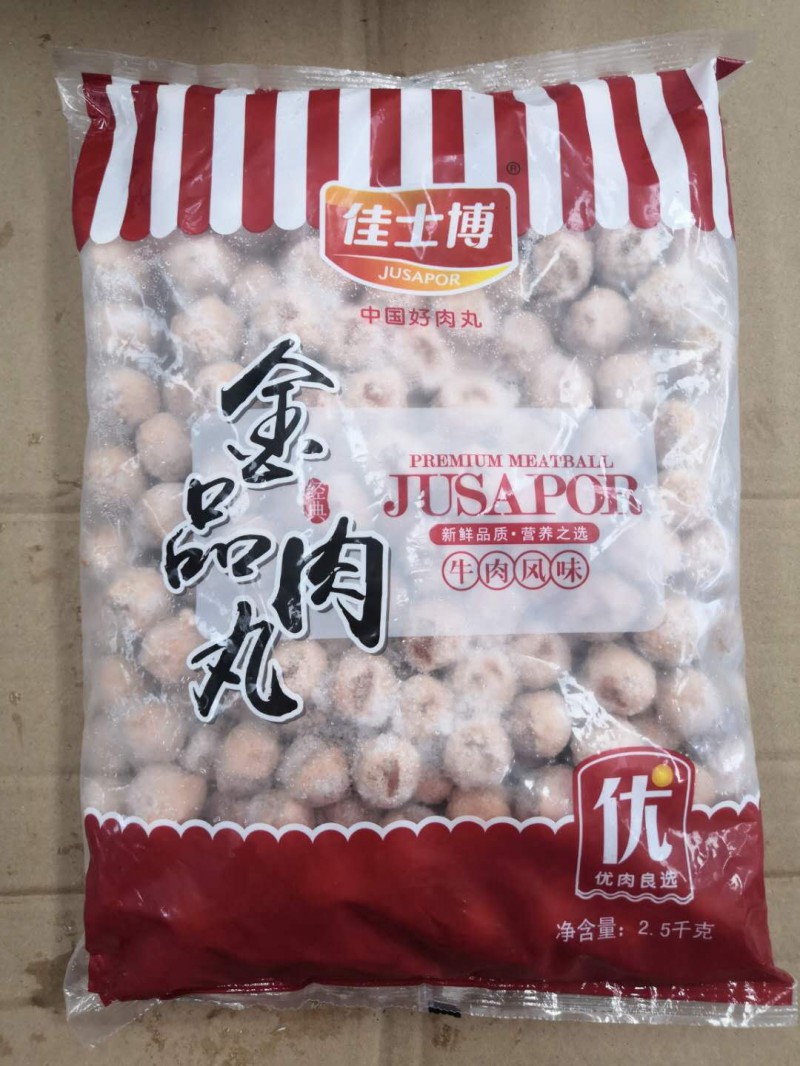 ®
佳士博
JUSAPOR
中国好肉丸
金品肉丸
经典
PREMIUM MEATBALL
JUSAPOR
新鲜品质·营养之选
牛肉风味
优
优肉良选
净含量：2.5千克